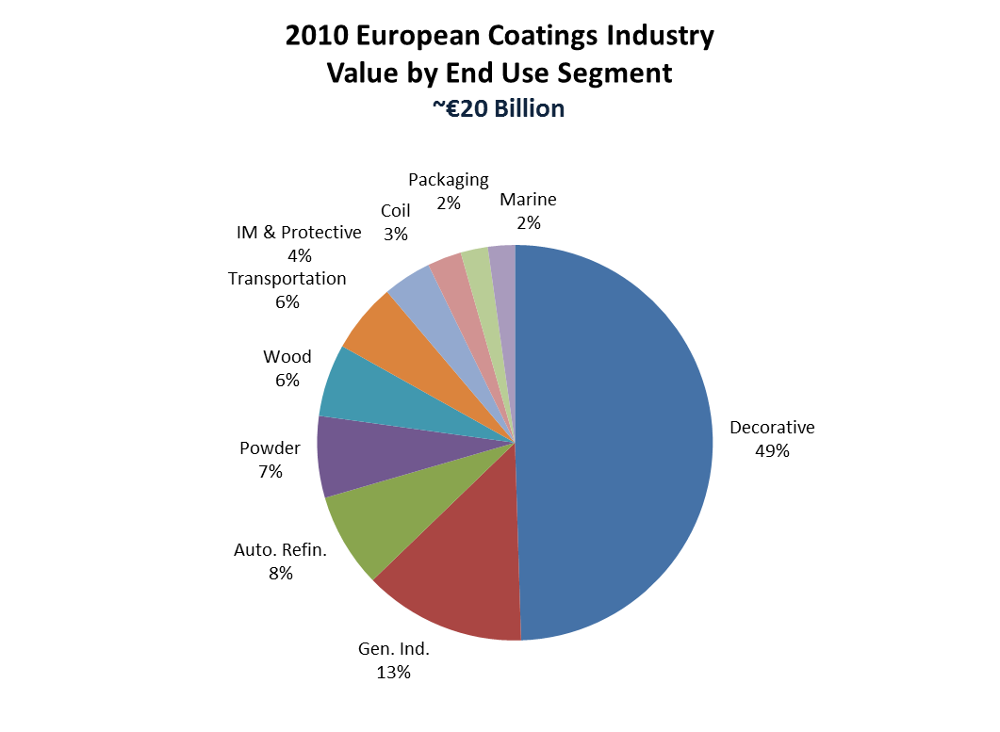 2010 European Coatings Industry
Value by End Use Segment
~€20 Billion
Packaging
2%
Marine
2%
Coil
3%
IM & Protective
4%
Transportation
6%
Wood
6%
Decorative
49%
Powder
7%
Auto. Refin.
8%
Gen. Ind.
13%